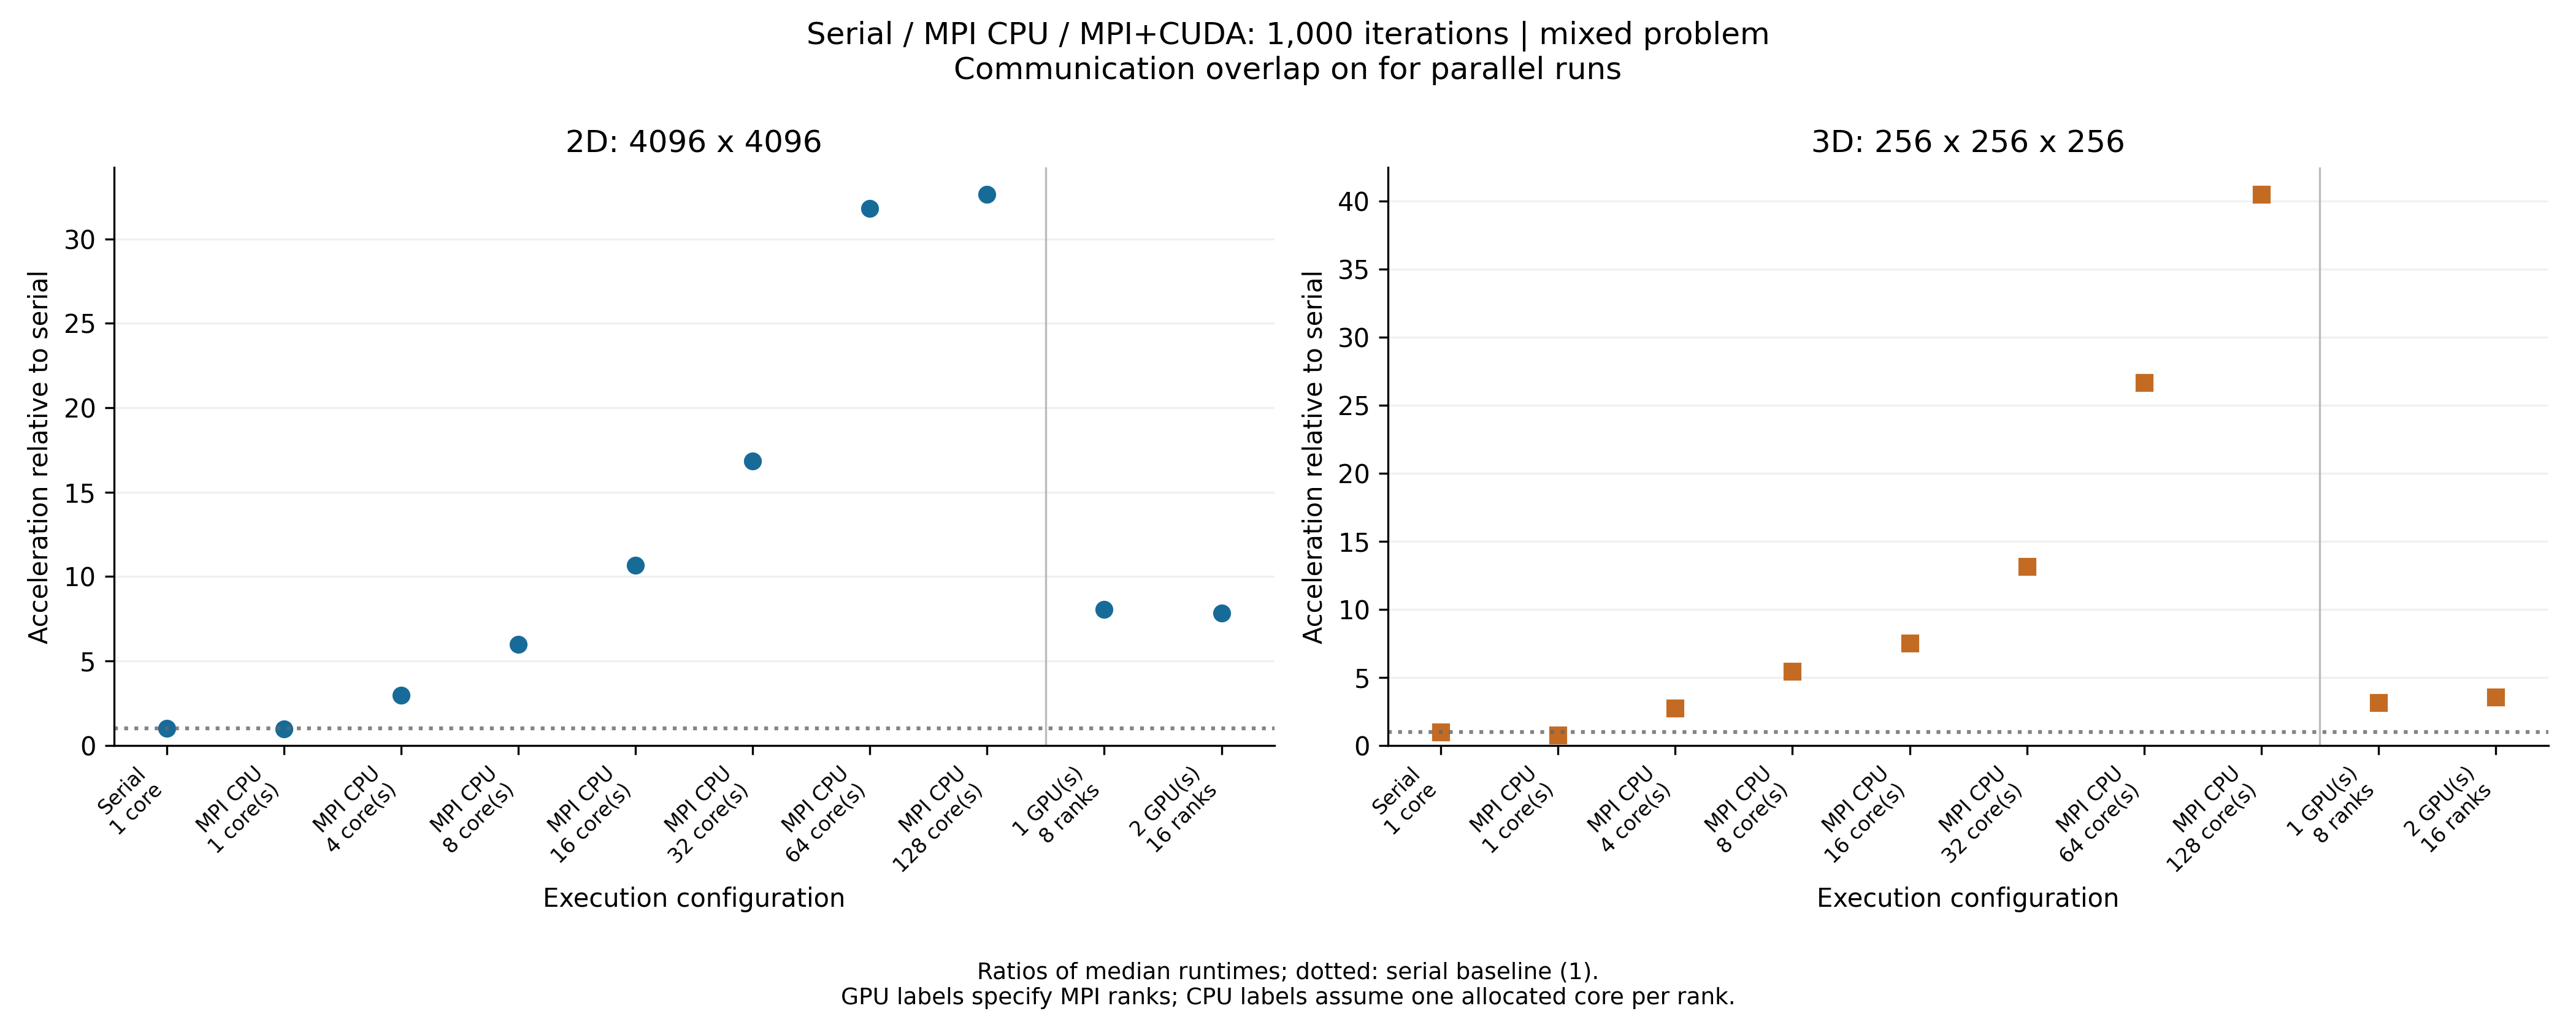 Serial / MPI CPU / MPI+CUDA: 1,000 iterations | mixed problem
Communication overlap on for parallel runs
2D: 4096 x 4096
Acceleration relative to serial
30
25
20
15
10
5
0
Serial
1 core
MPI CPU
1 core(s)
MPI CPU
4 core(s)
MPI CPU
8 core(s)
MPI CPU
16 core(s)
MPI CPU
32 core(s)
MPI CPU
64 core(s)
MPI CPU
128 core(s)
1 GPU(s)
8 ranks
2 GPU(s)
16 ranks
Execution configuration
3D: 256 x 256 x 256
Acceleration relative to serial
40
35
30
25
20
15
10
5
0
Serial
1 core
MPI CPU
1 core(s)
MPI CPU
4 core(s)
MPI CPU
8 core(s)
MPI CPU
16 core(s)
MPI CPU
32 core(s)
MPI CPU
64 core(s)
MPI CPU
128 core(s)
1 GPU(s)
8 ranks
2 GPU(s)
16 ranks
Execution configuration
Ratios of median runtimes; dotted: serial baseline (1).
GPU labels specify MPI ranks; CPU labels assume one allocated core per rank.